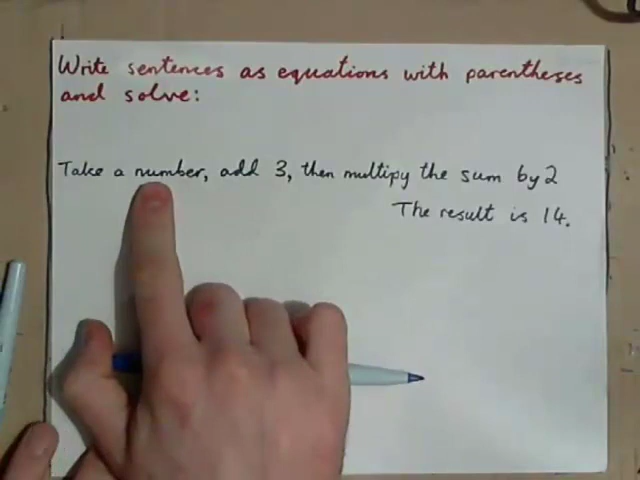 Write sentences as equations with parentheses
and solve:
Take a number, add 3, then multipy the sum by 2
The result is 14.